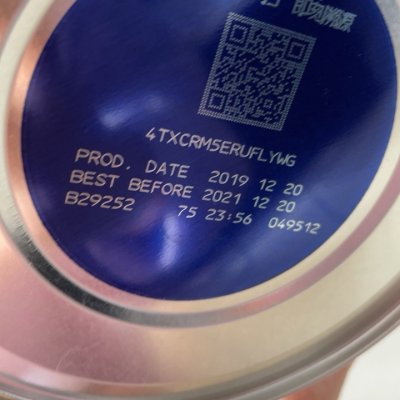 4TXCRM5ERUFLYWG
PROD. DATE 2019 12 20
BEST BEFORE 2021 12 20
B29252 75 23:56 049512